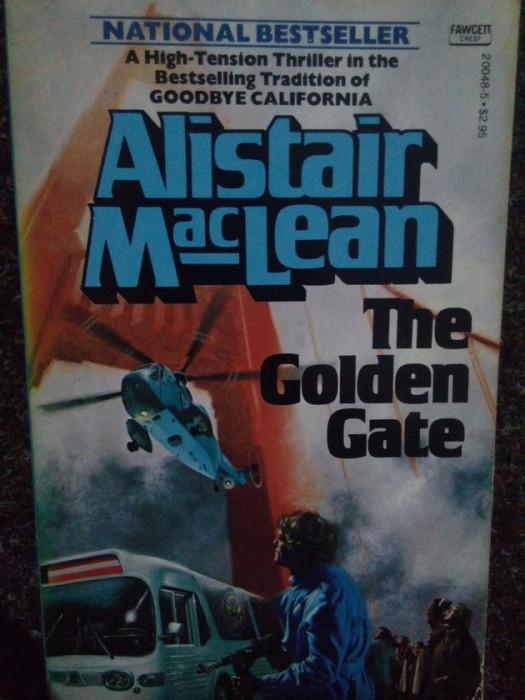 NATIONAL BESTSELLER
FAWCETT
CREST
A High-Tension Thriller in the
Bestselling Tradition of
GOODBYE CALIFORNIA
20048-5 • $2.95
Alistair
MacLean
The
Golden
Gate